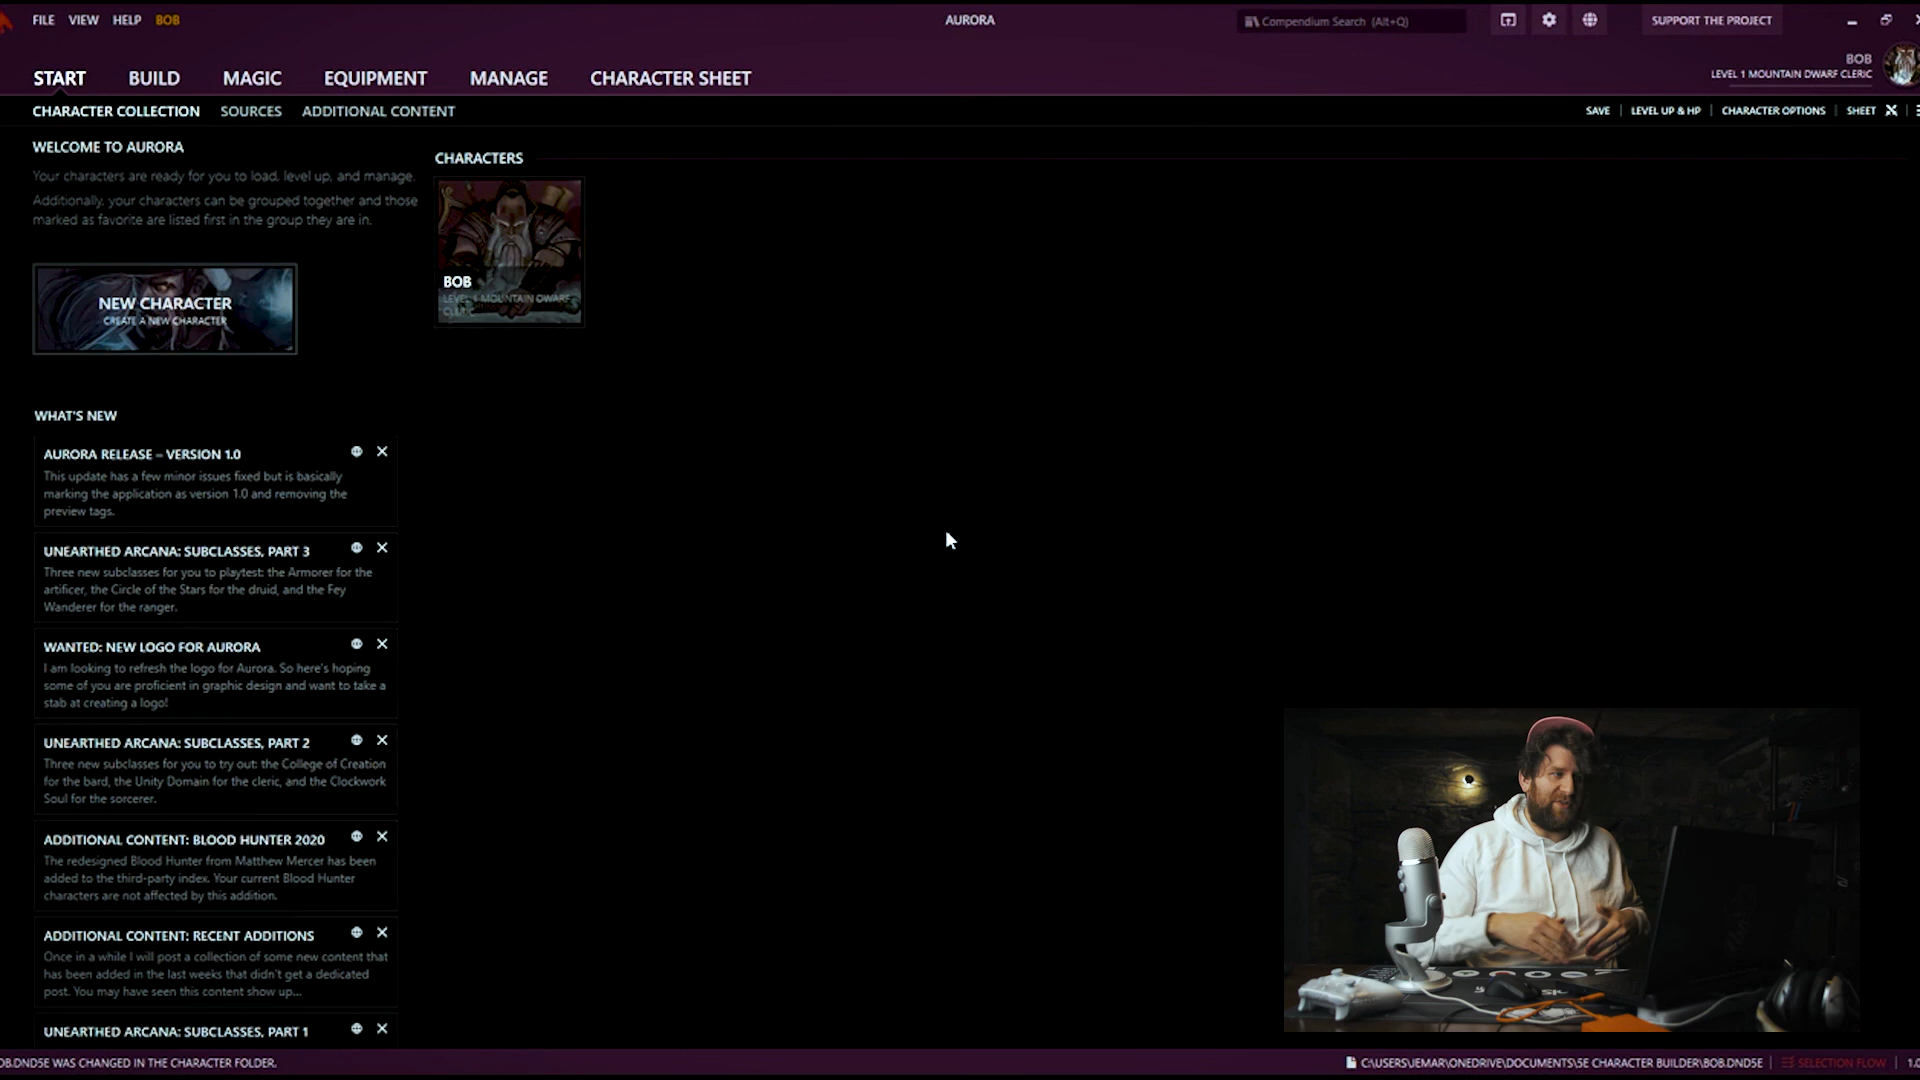 FILE VIEW HELP BOB
AURORA
Compendium Search (Alt+Q)
SUPPORT THE PROJECT
START BUILD MAGIC EQUIPMENT MANAGE CHARACTER SHEET
BOB
LEVEL 1 MOUNTAIN DWARF CLERIC
CHARACTER COLLECTION SOURCES ADDITIONAL CONTENT
SAVE | LEVEL UP & HP | CHARACTER OPTIONS | SHEET
WELCOME TO AURORA
Your characters are ready for you to load, level up, and manage.
Additionally, your characters can be grouped together and those
marked as favorite are listed first in the group they are in.
NEW CHARACTER
CREATE A NEW CHARACTER
CHARACTERS
BOB
LEVEL 1 MOUNTAIN DWARF
CLERIC
WHAT'S NEW
AURORA RELEASE – VERSION 1.0
This update has a few minor issues fixed but is basically
marking the application as version 1.0 and removing the
preview tags.
UNEARTHED ARCANA: SUBCLASSES, PART 3
Three new subclasses for you to playtest: the Armorer for the
artificer, the Circle of the Stars for the druid, and the Fey
Wanderer for the ranger.
WANTED: NEW LOGO FOR AURORA
I am looking to refresh the logo for Aurora. So here's hoping
some of you are proficient in graphic design and want to take a
stab at creating a logo!
UNEARTHED ARCANA: SUBCLASSES, PART 2
Three new subclasses for you to try out: the College of Creation
for the bard, the Unity Domain for the cleric, and the Clockwork
Soul for the sorcerer.
ADDITIONAL CONTENT: BLOOD HUNTER 2020
The redesigned Blood Hunter from Matthew Mercer has been
added to the third-party index. Your current Blood Hunter
characters are not affected by this addition.
ADDITIONAL CONTENT: RECENT ADDITIONS
Once in a while I will post a collection of some new content that
has been added in the last weeks that didn't get a dedicated
post. You may have seen this content show up...
UNEARTHED ARCANA: SUBCLASSES, PART 1
OB.DND5E WAS CHANGED IN THE CHARACTER FOLDER.
C:\USERS\JEMAR\ONEDRIVE\DOCUMENTS\5E CHARACTER BUILDER\BOB.DND5E | SELECTION FLOW | 1.0